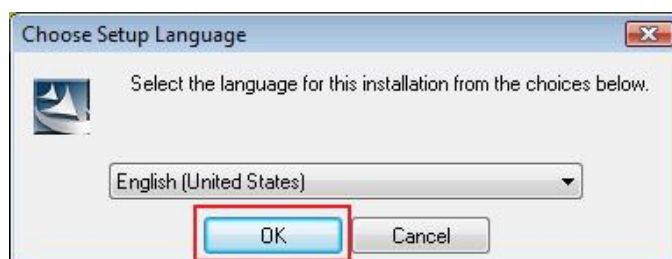 Choose Setup Language
Select the language for this installation from the choices below.
English (United States)
OK Cancel